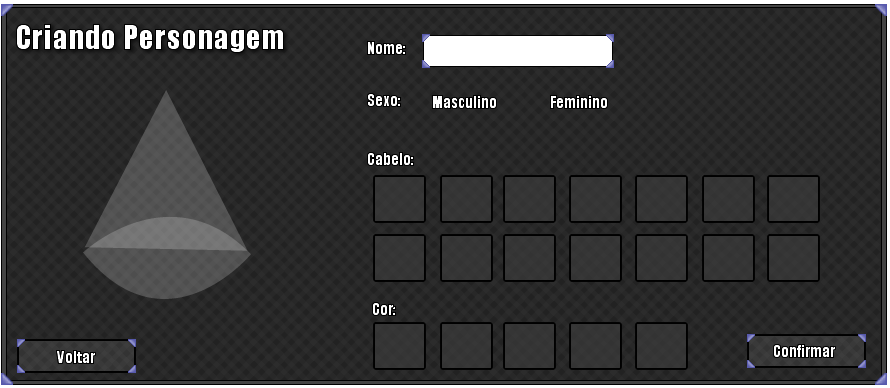 Criando Personagem
Nome:
Sexo: Masculino Feminino
Cabelo:
Cor:
Voltar
Confirmar